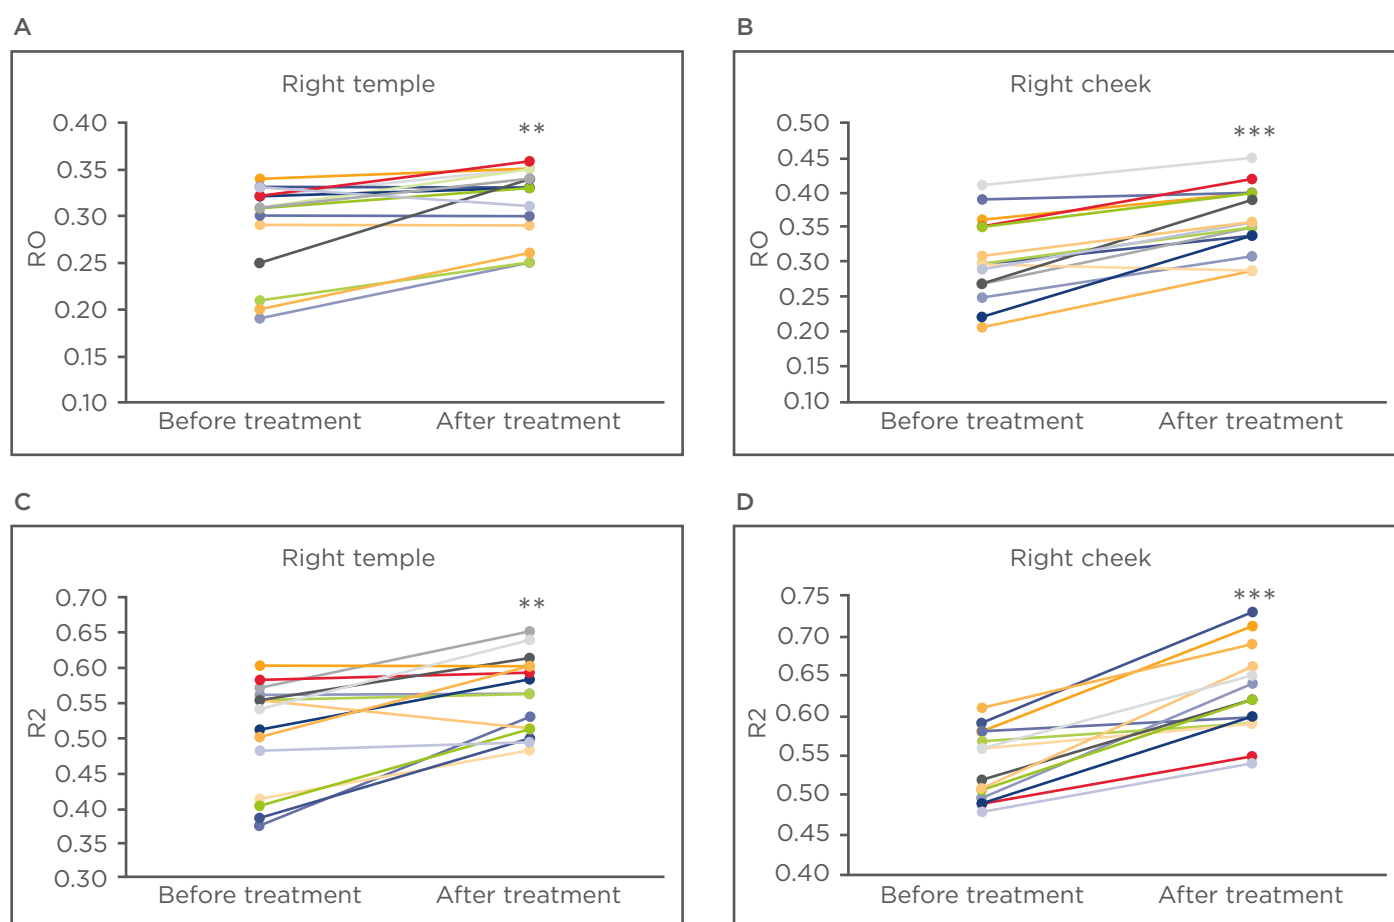 A
Right temple
**
0.40
0.35
0.30
0.25
0.20
0.15
0.10
RO
Before treatment
After treatment
B
Right cheek
***
0.50
0.45
0.40
0.35
0.30
0.25
0.20
0.15
0.10
RO
Before treatment
After treatment
C
Right temple
**
0.70
0.65
0.60
0.55
0.50
0.45
0.40
0.35
0.30
R2
Before treatment
After treatment
D
Right cheek
***
0.75
0.70
0.65
0.60
0.55
0.50
0.45
0.40
R2
Before treatment
After treatment